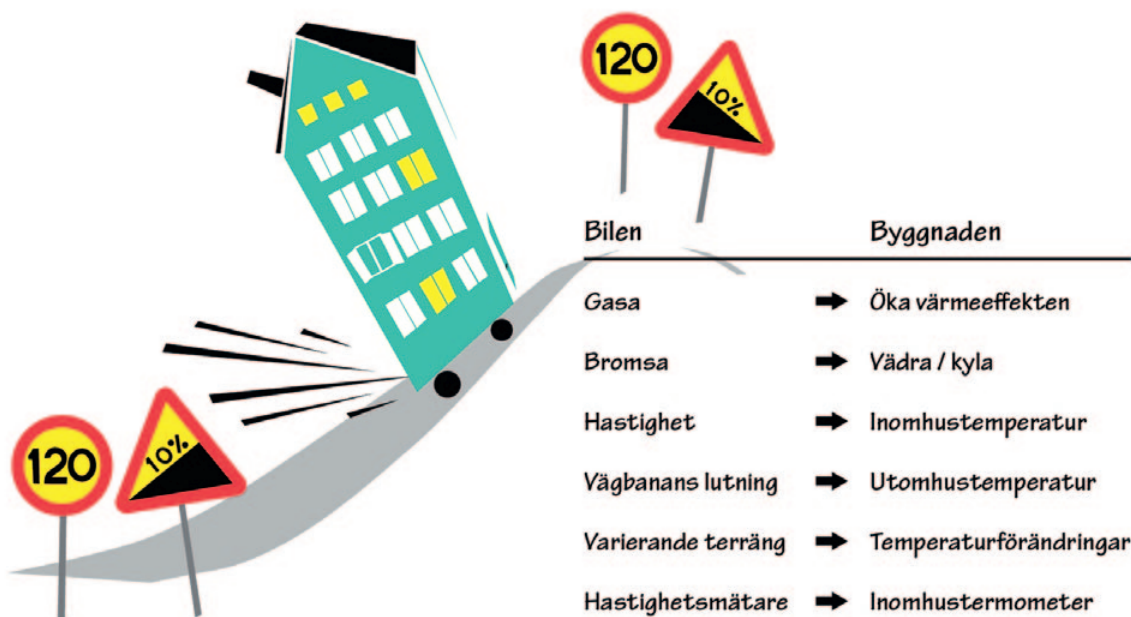 120
10%
Bilen Byggnaden
Gasa ➡ Öka värmeeffekten
Bromsa ➡ Vädra / kyla
Hastighet ➡ Inomhustemperatur
Vägbanans lutning ➡ Utomhustemperatur
Varierande terräng ➡ Temperaturförändringar
Hastighetsmätare ➡ Inomhustermometer
120
10%